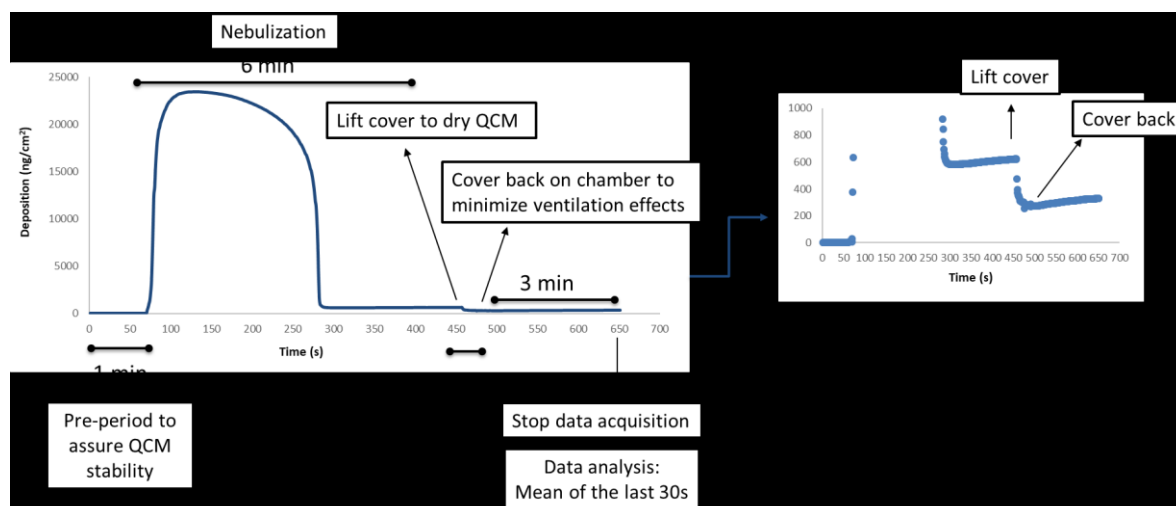 Nebulization
6 min
Lift cover to dry QCM
Cover back on chamber to
minimize ventilation effects
3 min
Deposition (ng/cm²)
25000
20000
15000
10000
5000
0
0 50 100 150 200 250 300 350 400 450 500 550 600 650 700
Time (s)
1 min
Pre-period to
assure QCM
stability
Stop data acquisition
Data analysis:
Mean of the last 30s
Lift cover
Cover back
1000
800
600
400
200
0
0 50 100 150 200 250 300 350 400 450 500 550 600 650 700
Time (s)